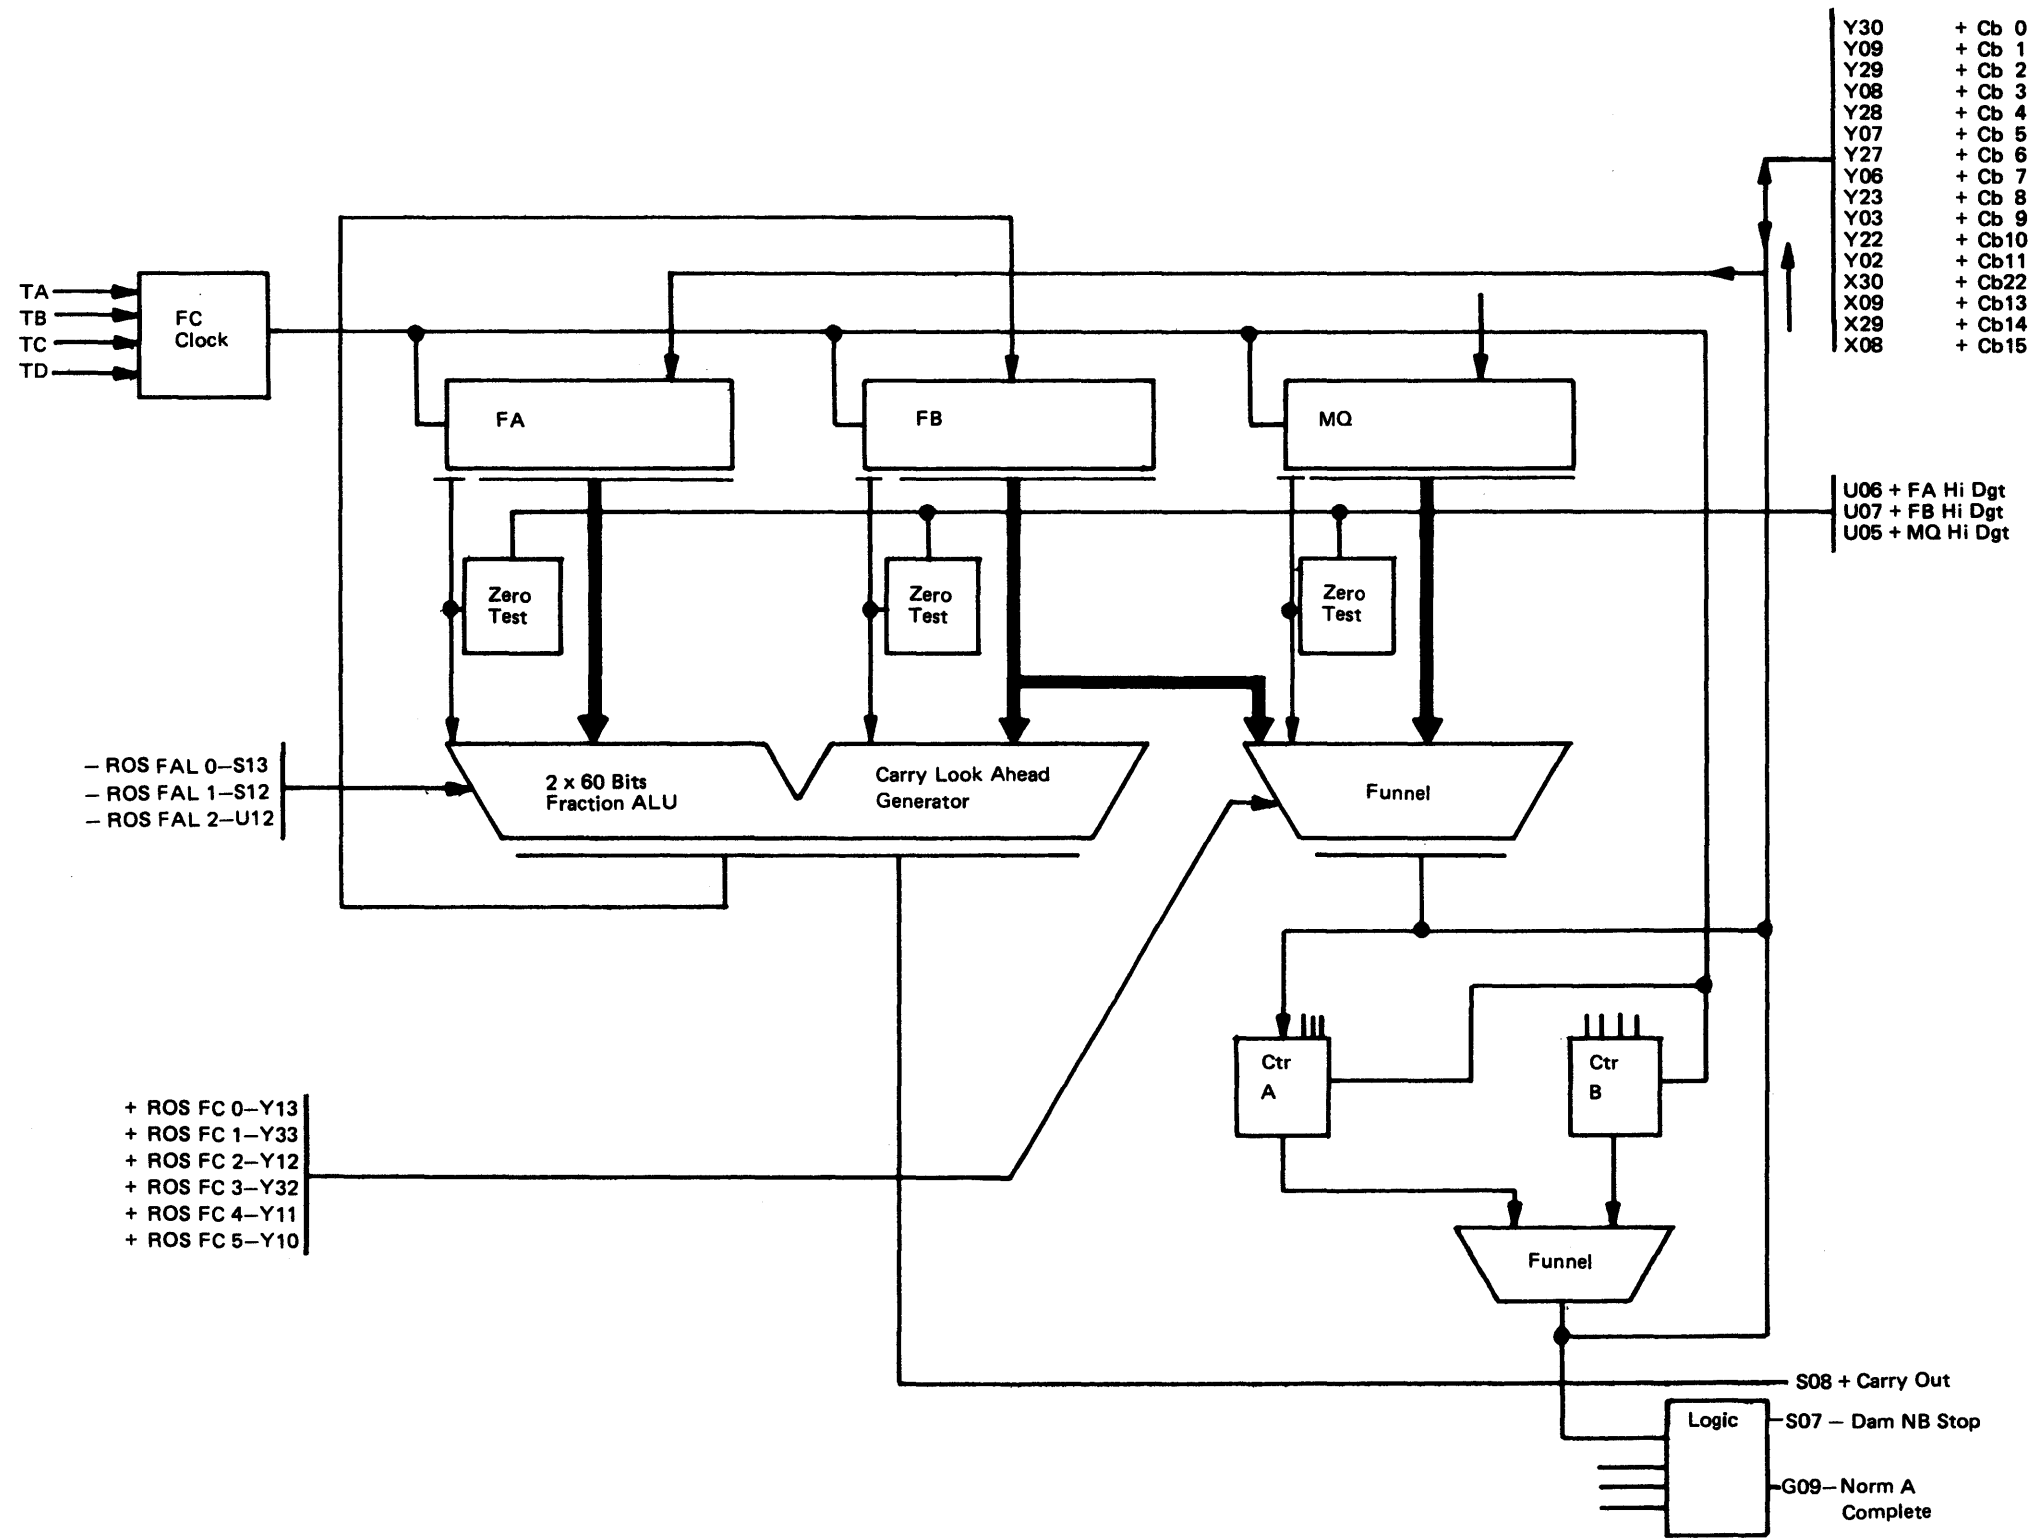 Y30 + Cb 0
Y09 + Cb 1
Y29 + Cb 2
Y08 + Cb 3
Y28 + Cb 4
Y07 + Cb 5
Y27 + Cb 6
Y06 + Cb 7
Y23 + Cb 8
Y03 + Cb 9
Y22 + Cb10
Y02 + Cb11
X30 + Cb22
X09 + Cb13
X29 + Cb14
X08 + Cb15
TA
TB
TC
TD
FC
Clock
FA
FB
MQ
U06 + FA Hi Dgt
U07 + FB Hi Dgt
U05 + MQ Hi Dgt
Zero
Test
Zero
Test
Zero
Test
– ROS FAL 0–S13
– ROS FAL 1–S12
– ROS FAL 2–U12
2 x 60 Bits
Fraction ALU
Carry Look Ahead
Generator
Funnel
Ctr
A
Ctr
B
+ ROS FC 0–Y13
+ ROS FC 1–Y33
+ ROS FC 2–Y12
+ ROS FC 3–Y32
+ ROS FC 4–Y11
+ ROS FC 5–Y10
Funnel
S08 + Carry Out
Logic
S07 – Dam NB Stop
G09– Norm A
Complete